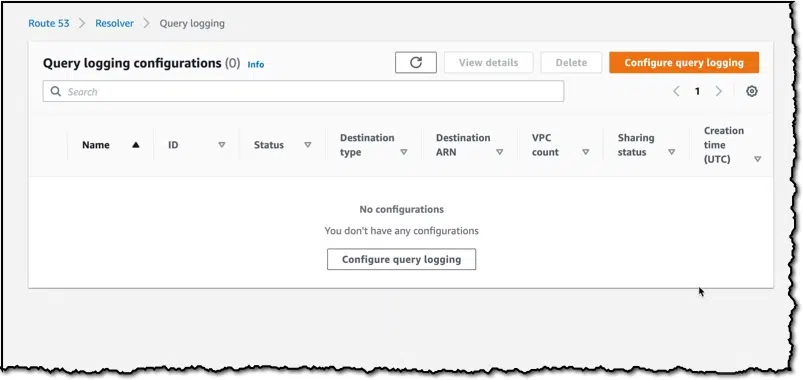 Route 53 > Resolver > Query logging
Query logging configurations (0) Info
View details
Delete
Configure query logging
Search
< 1 >
Name ▲
ID ▽
Status ▽
Destination
type ▽
Destination
ARN ▽
VPC
count ▽
Sharing
status ▽
Creation
time
(UTC) ▽
No configurations
You don't have any configurations
Configure query logging